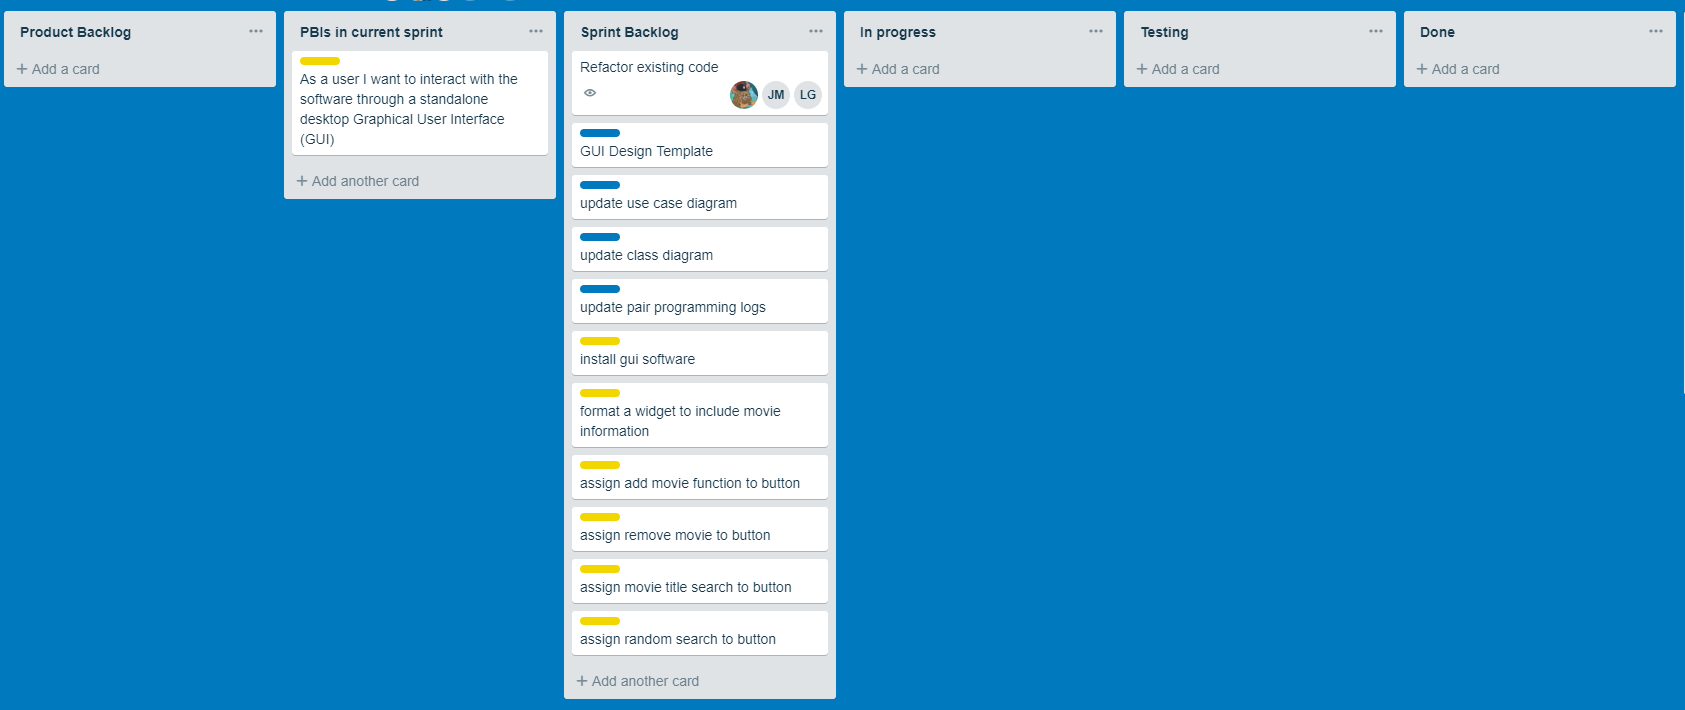 Product Backlog
+ Add a card
PBIs in current sprint
As a user I want to interact with the
software through a standalone
desktop Graphical User Interface
(GUI)
+ Add another card
Sprint Backlog
Refactor existing code
JM
LG
GUI Design Template
update use case diagram
update class diagram
update pair programming logs
install gui software
format a widget to include movie
information
assign add movie function to button
assign remove movie to button
assign movie title search to button
assign random search to button
+ Add another card
In progress
+ Add a card
Testing
+ Add a card
Done
+ Add a card